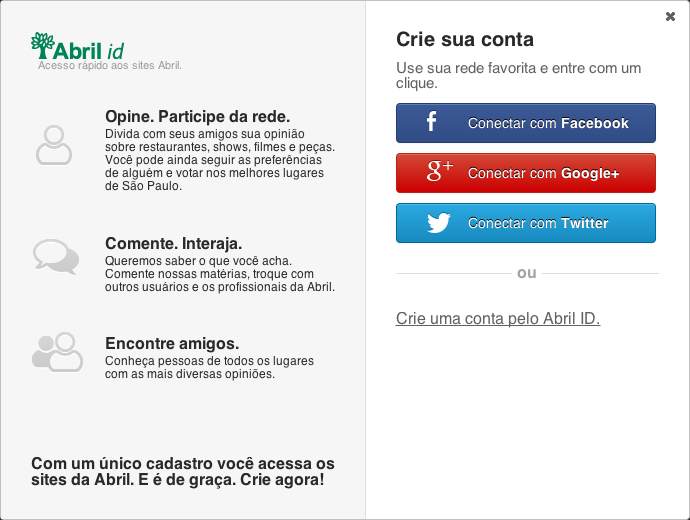 Abril id
Acesso rápido aos sites Abril.
Opine. Participe da rede.
Divida com seus amigos sua opinião
sobre restaurantes, shows, filmes e peças.
Você pode ainda seguir as preferências
de alguém e votar nos melhores lugares
de São Paulo.
Comente. Interaja.
Queremos saber o que você acha.
Comente nossas matérias, troque com
outros usuários e os profissionais da Abril.
Encontre amigos.
Conheça pessoas de todos os lugares
com as mais diversas opiniões.
Com um único cadastro você acessa os
sites da Abril. E é de graça. Crie agora!
Crie sua conta
Use sua rede favorita e entre com um
clique.
f Conectar com Facebook
g+ Conectar com Google+
Conectar com Twitter
ou
Crie uma conta pelo Abril ID.